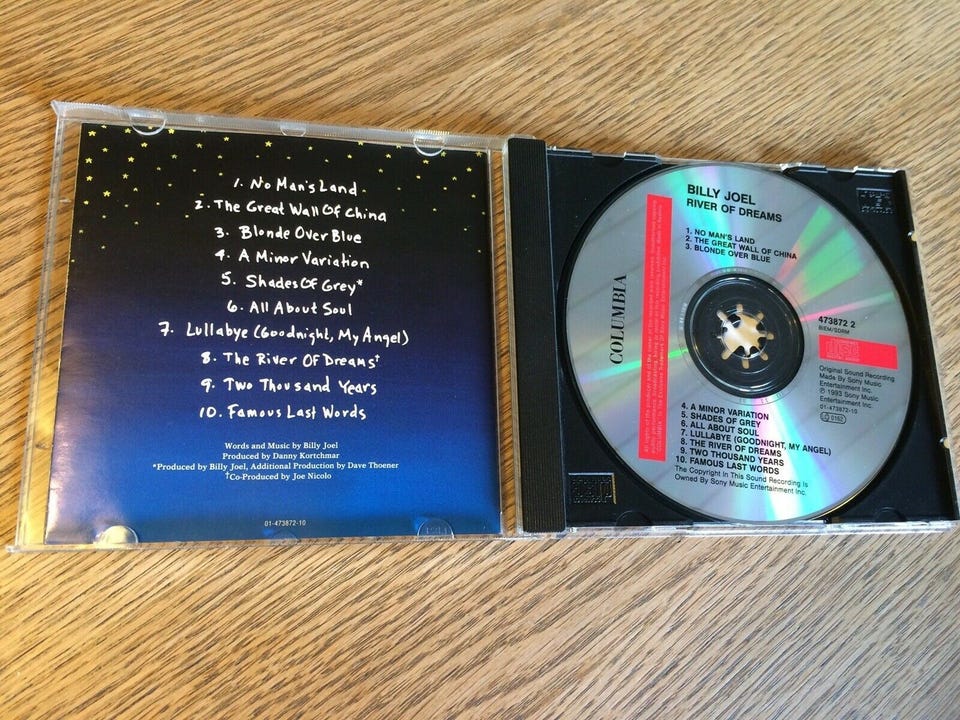 1. No Man's Land
2. The Great Wall Of China
3. Blonde Over Blue
4. A Minor Variation
5. Shades Of Grey*
6. All About Soul
7. Lullabye (Goodnight, My Angel)
8. The River Of Dreams†
9. Two Thousand Years
10. Famous Last Words
Words and Music by Billy Joel
Produced by Danny Kortchmar
*Produced by Billy Joel, Additional Production by Dave Thoener
†Co-Produced by Joe Nicolo
01-473872-10
BILLY JOEL
RIVER OF DREAMS
1. NO MAN'S LAND
2. THE GREAT WALL OF CHINA
3. BLONDE OVER BLUE
COLUMBIA
473872 2
BIEM/SDRM
Original Sound Recording
Made By Sony Music
Entertainment Inc.
℗ 1993 Sony Music
Entertainment Inc.
01-473872-10
4. A MINOR VARIATION
5. SHADES OF GREY
6. ALL ABOUT SOUL
7. LULLABYE (GOODNIGHT, MY ANGEL)
8. THE RIVER OF DREAMS
9. TWO THOUSAND YEARS
10. FAMOUS LAST WORDS
The Copyright In This Sound Recording is
Owned By Sony Music Entertainment Inc.